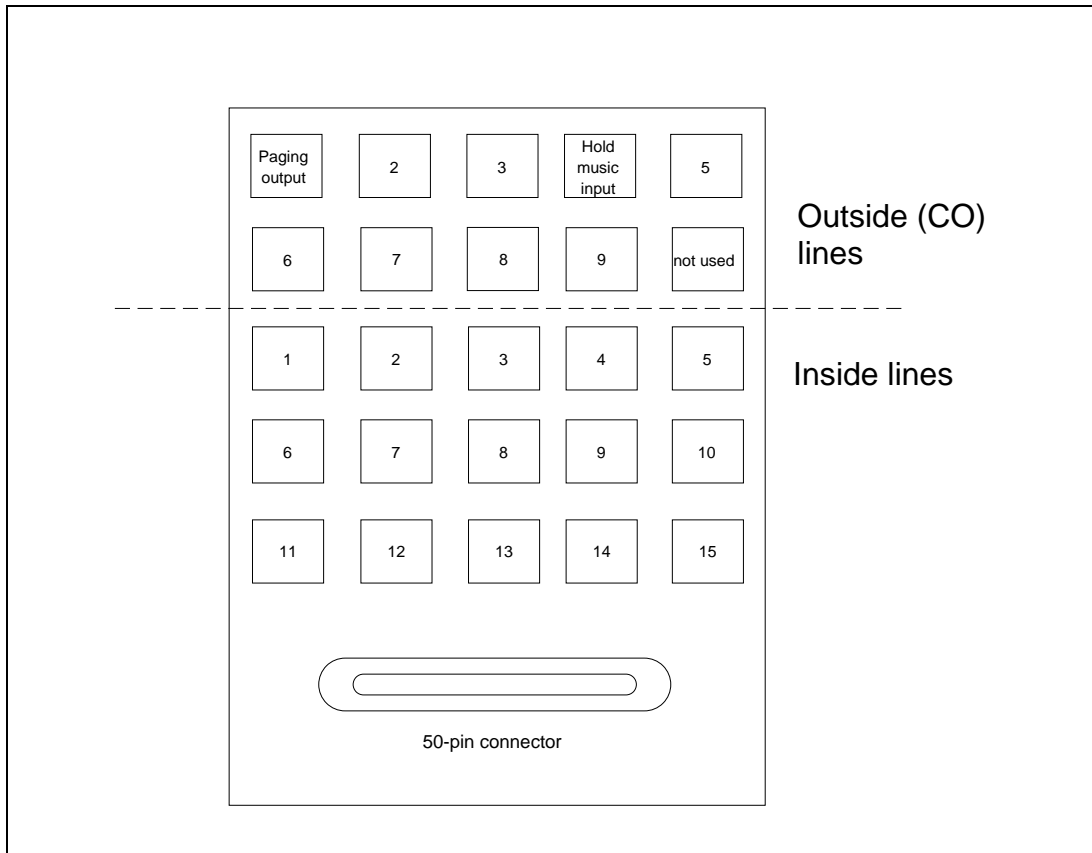 Paging
output
2
3
Hold
music
input
5
Outside (CO)
lines
6
7
8
9
not used
1
2
3
4
5
Inside lines
6
7
8
9
10
11
12
13
14
15
50-pin connector